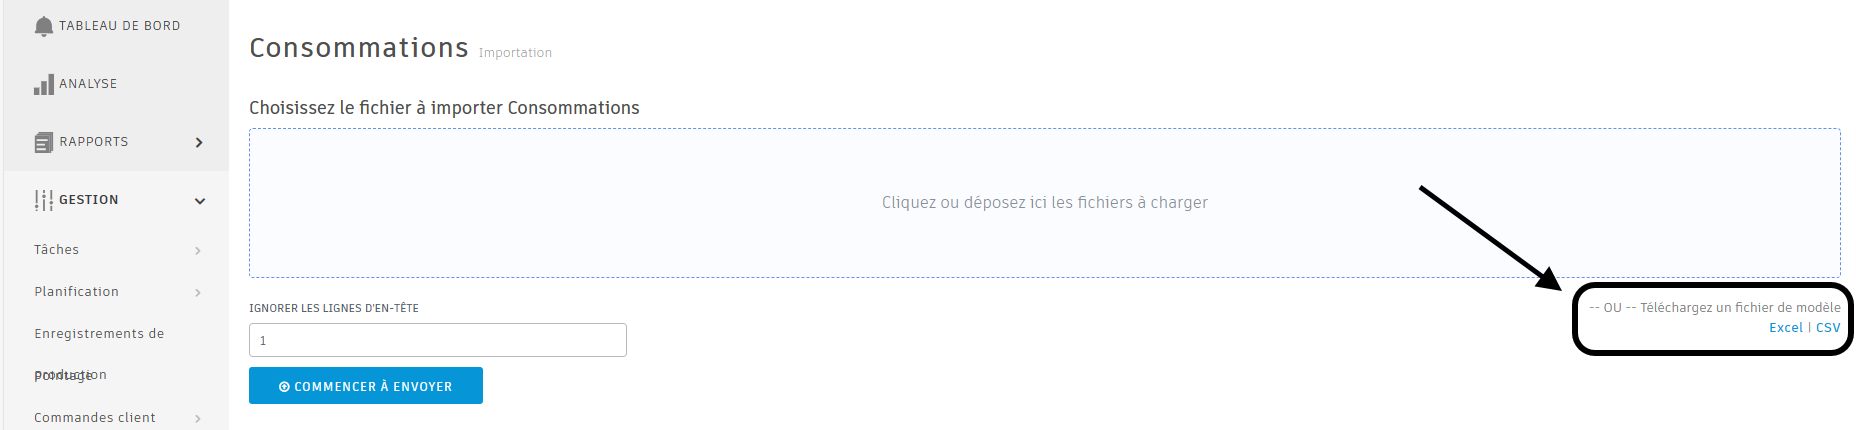 TABLEAU DE BORD
ANALYSE
RAPPORTS
GESTION
Tâches
Planification
Enregistrements de
production
Pointage
Commandes client
Consommations Importation
Choisissez le fichier à importer Consommations
Cliquez ou déposez ici les fichiers à charger
IGNORER LES LIGNES D'EN-TÊTE
1
COMMENCER À ENVOYER
-- OU -- Téléchargez un fichier de modèle
Excel | CSV